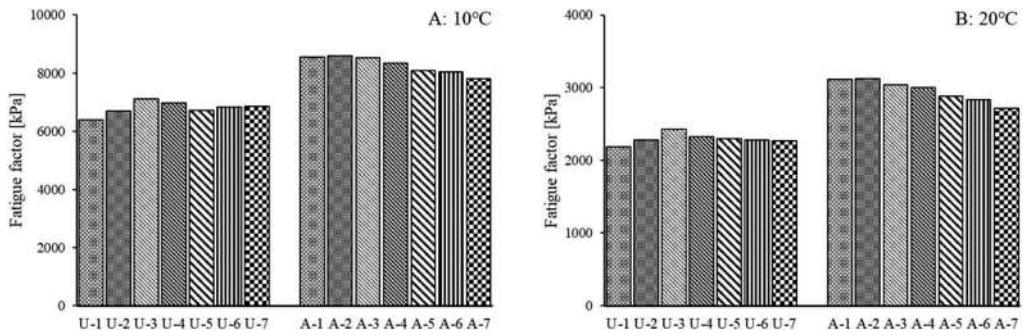 A: 10°C
Fatigue factor [kPa]
10000
8000
6000
4000
2000
0
U-1 U-2 U-3 U-4 U-5 U-6 U-7 A-1 A-2 A-3 A-4 A-5 A-6 A-7
B: 20°C
Fatigue factor [kPa]
4000
3000
2000
1000
0
U-1 U-2 U-3 U-4 U-5 U-6 U-7 A-1 A-2 A-3 A-4 A-5 A-6 A-7